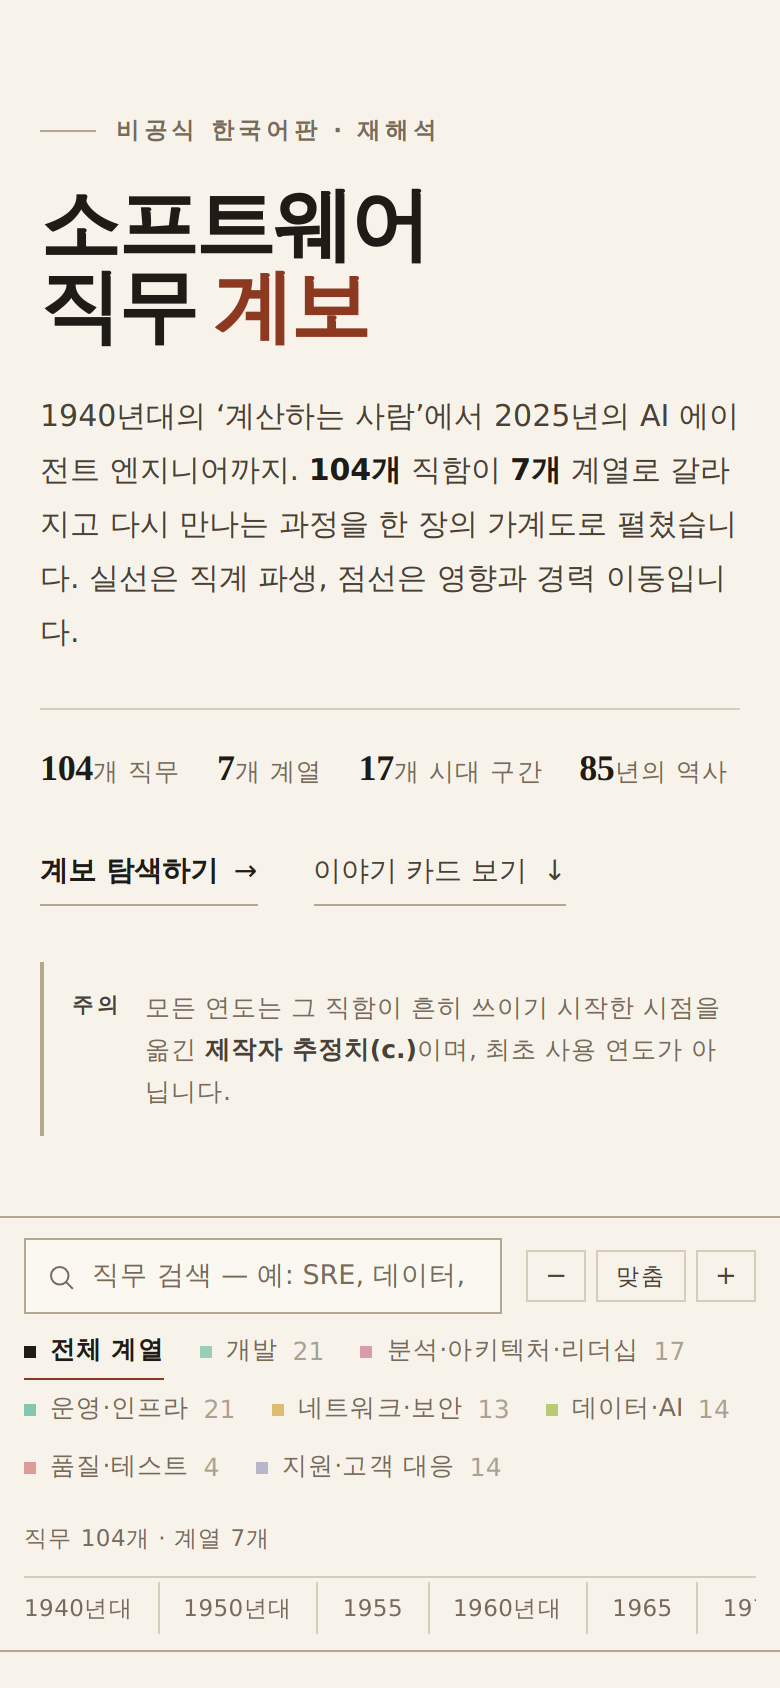 비공식 한국어판 · 재해석
소프트웨어
직무 계보
1940년대의 ‘계산하는 사람’에서 2025년의 AI 에이
전트 엔지니어까지. 104개 직함이 7개 계열로 갈라
지고 다시 만나는 과정을 한 장의 가계도로 펼쳤습니
다. 실선은 직계 파생, 점선은 영향과 경력 이동입니
다.
104개 직무 7개 계열 17개 시대 구간 85년의 역사
계보 탐색하기 → 이야기 카드 보기 ↓
주의 모든 연도는 그 직함이 흔히 쓰이기 시작한 시점을
옮긴 제작자 추정치(c.)이며, 최초 사용 연도가 아
닙니다.
직무 검색 — 예: SRE, 데이터, − 맞춤 +
전체 계열 개발 21 분석·아키텍처·리더십 17
운영·인프라 21 네트워크·보안 13 데이터·AI 14
품질·테스트 4 지원·고객 대응 14
직무 104개 · 계열 7개
1940년대 1950년대 1955 1960년대 1965